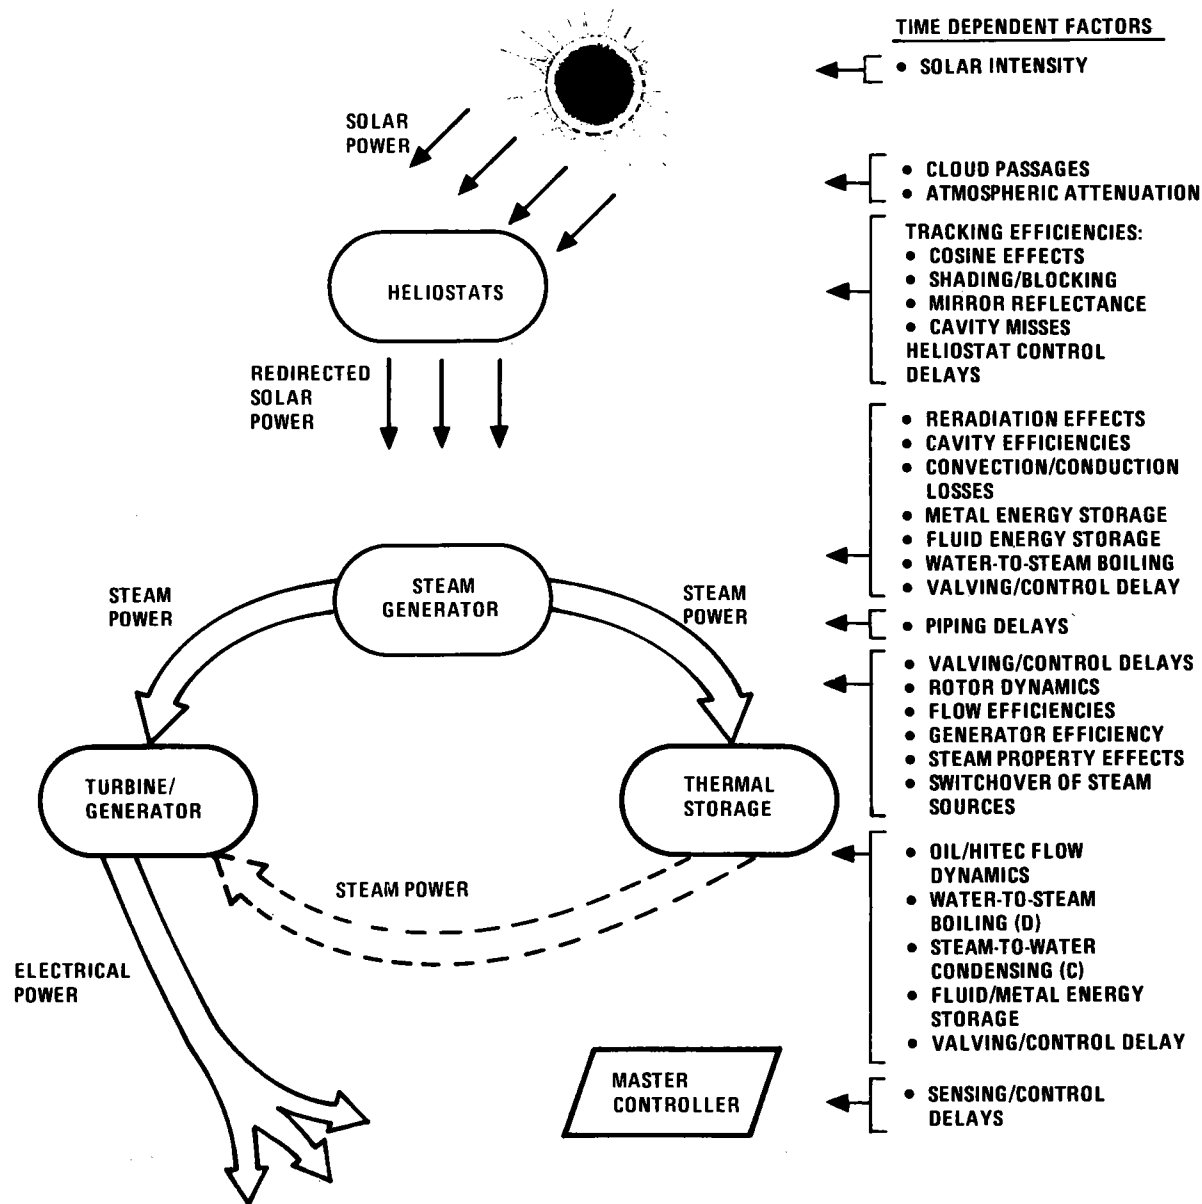 TIME DEPENDENT FACTORS
• SOLAR INTENSITY
SOLAR
POWER
• CLOUD PASSAGES
• ATMOSPHERIC ATTENUATION
HELIOSTATS
TRACKING EFFICIENCIES:
• COSINE EFFECTS
• SHADING/BLOCKING
• MIRROR REFLECTANCE
• CAVITY MISSES
HELIOSTAT CONTROL
DELAYS
REDIRECTED
SOLAR
POWER
• RERADIATION EFFECTS
• CAVITY EFFICIENCIES
• CONVECTION/CONDUCTION
LOSSES
• METAL ENERGY STORAGE
• FLUID ENERGY STORAGE
• WATER-TO-STEAM BOILING
• VALVING/CONTROL DELAY
STEAM
POWER
STEAM
GENERATOR
STEAM
POWER
• PIPING DELAYS
• VALVING/CONTROL DELAYS
• ROTOR DYNAMICS
• FLOW EFFICIENCIES
• GENERATOR EFFICIENCY
• STEAM PROPERTY EFFECTS
• SWITCHOVER OF STEAM
SOURCES
TURBINE/
GENERATOR
THERMAL
STORAGE
STEAM POWER
• OIL/HITEC FLOW
DYNAMICS
• WATER-TO-STEAM
BOILING (D)
• STEAM-TO-WATER
CONDENSING (C)
• FLUID/METAL ENERGY
STORAGE
• VALVING/CONTROL DELAY
ELECTRICAL
POWER
MASTER
CONTROLLER
• SENSING/CONTROL
DELAYS